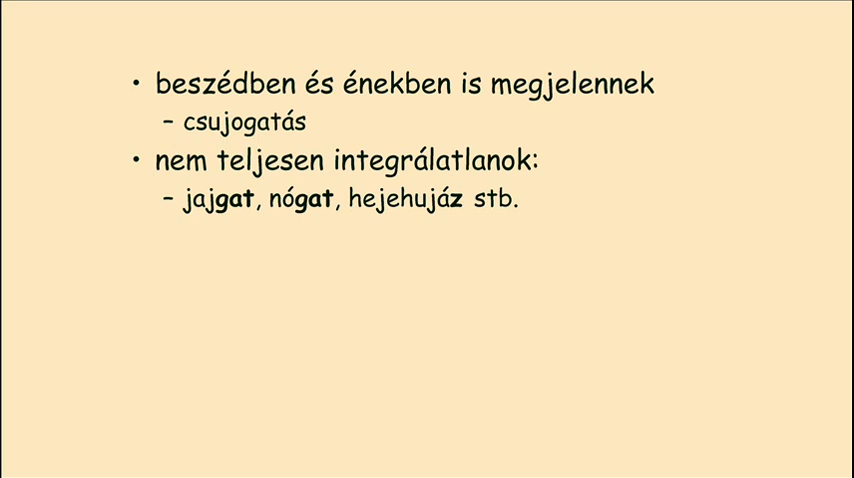 • beszédben és énekben is megjelennek
– csujogatás
• nem teljesen integrálatlanok:
– jajgat, nógat, hejehujáz stb.